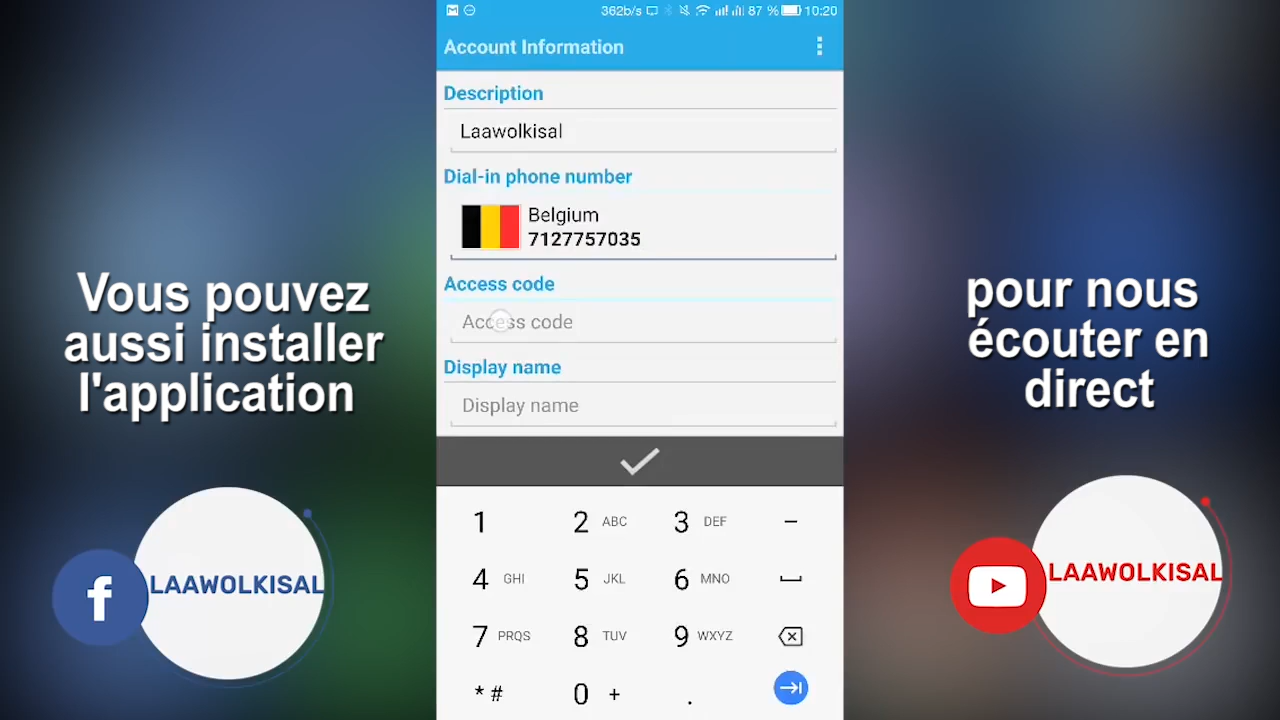 362b/s 87 % 10:20
Account Information
Description
Laawolkisal
Dial-in phone number
Belgium
7127757035
Access code
Access code
Display name
Display name
1
2 ABC
3 DEF
–
4 GHI
5 JKL
6 MNO
7 PRQS
8 TUV
9 WXYZ
* #
0 +
.
Vous pouvez
aussi installer
l'application
f
LAAWOLKISAL
pour nous
écouter en
direct
LAAWOLKISAL